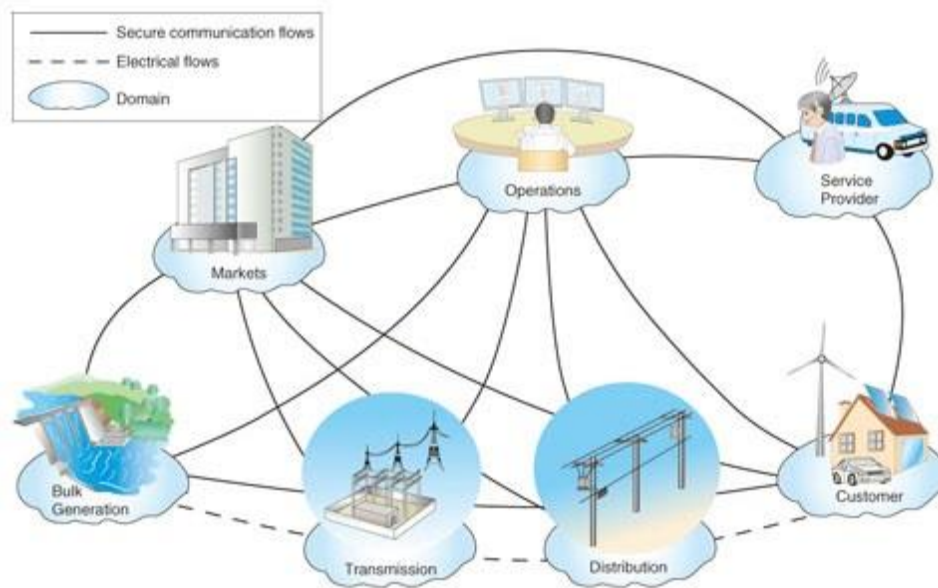 Secure communication flows
Electrical flows
Domain
Operations
Service
Provider
Markets
Bulk
Generation
Transmission
Distribution
Customer